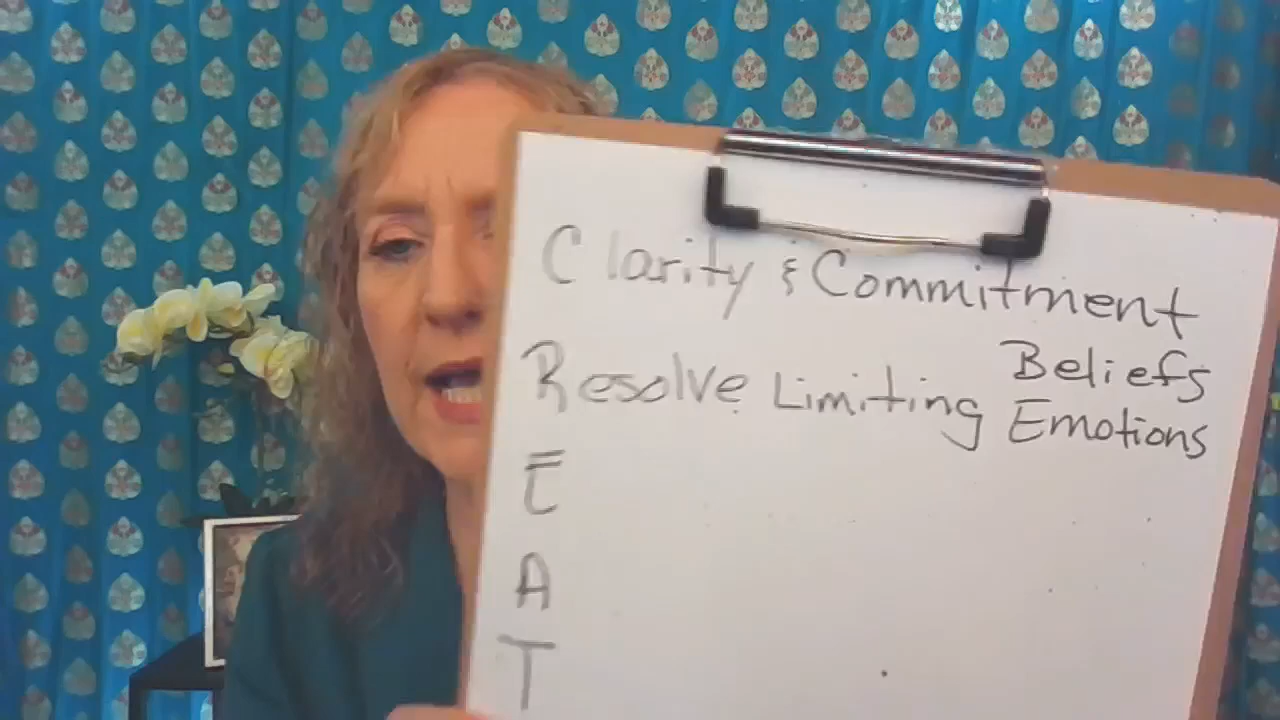 Clarity & Commitment
Resolve Limiting Beliefs
Emotions
E
A
T